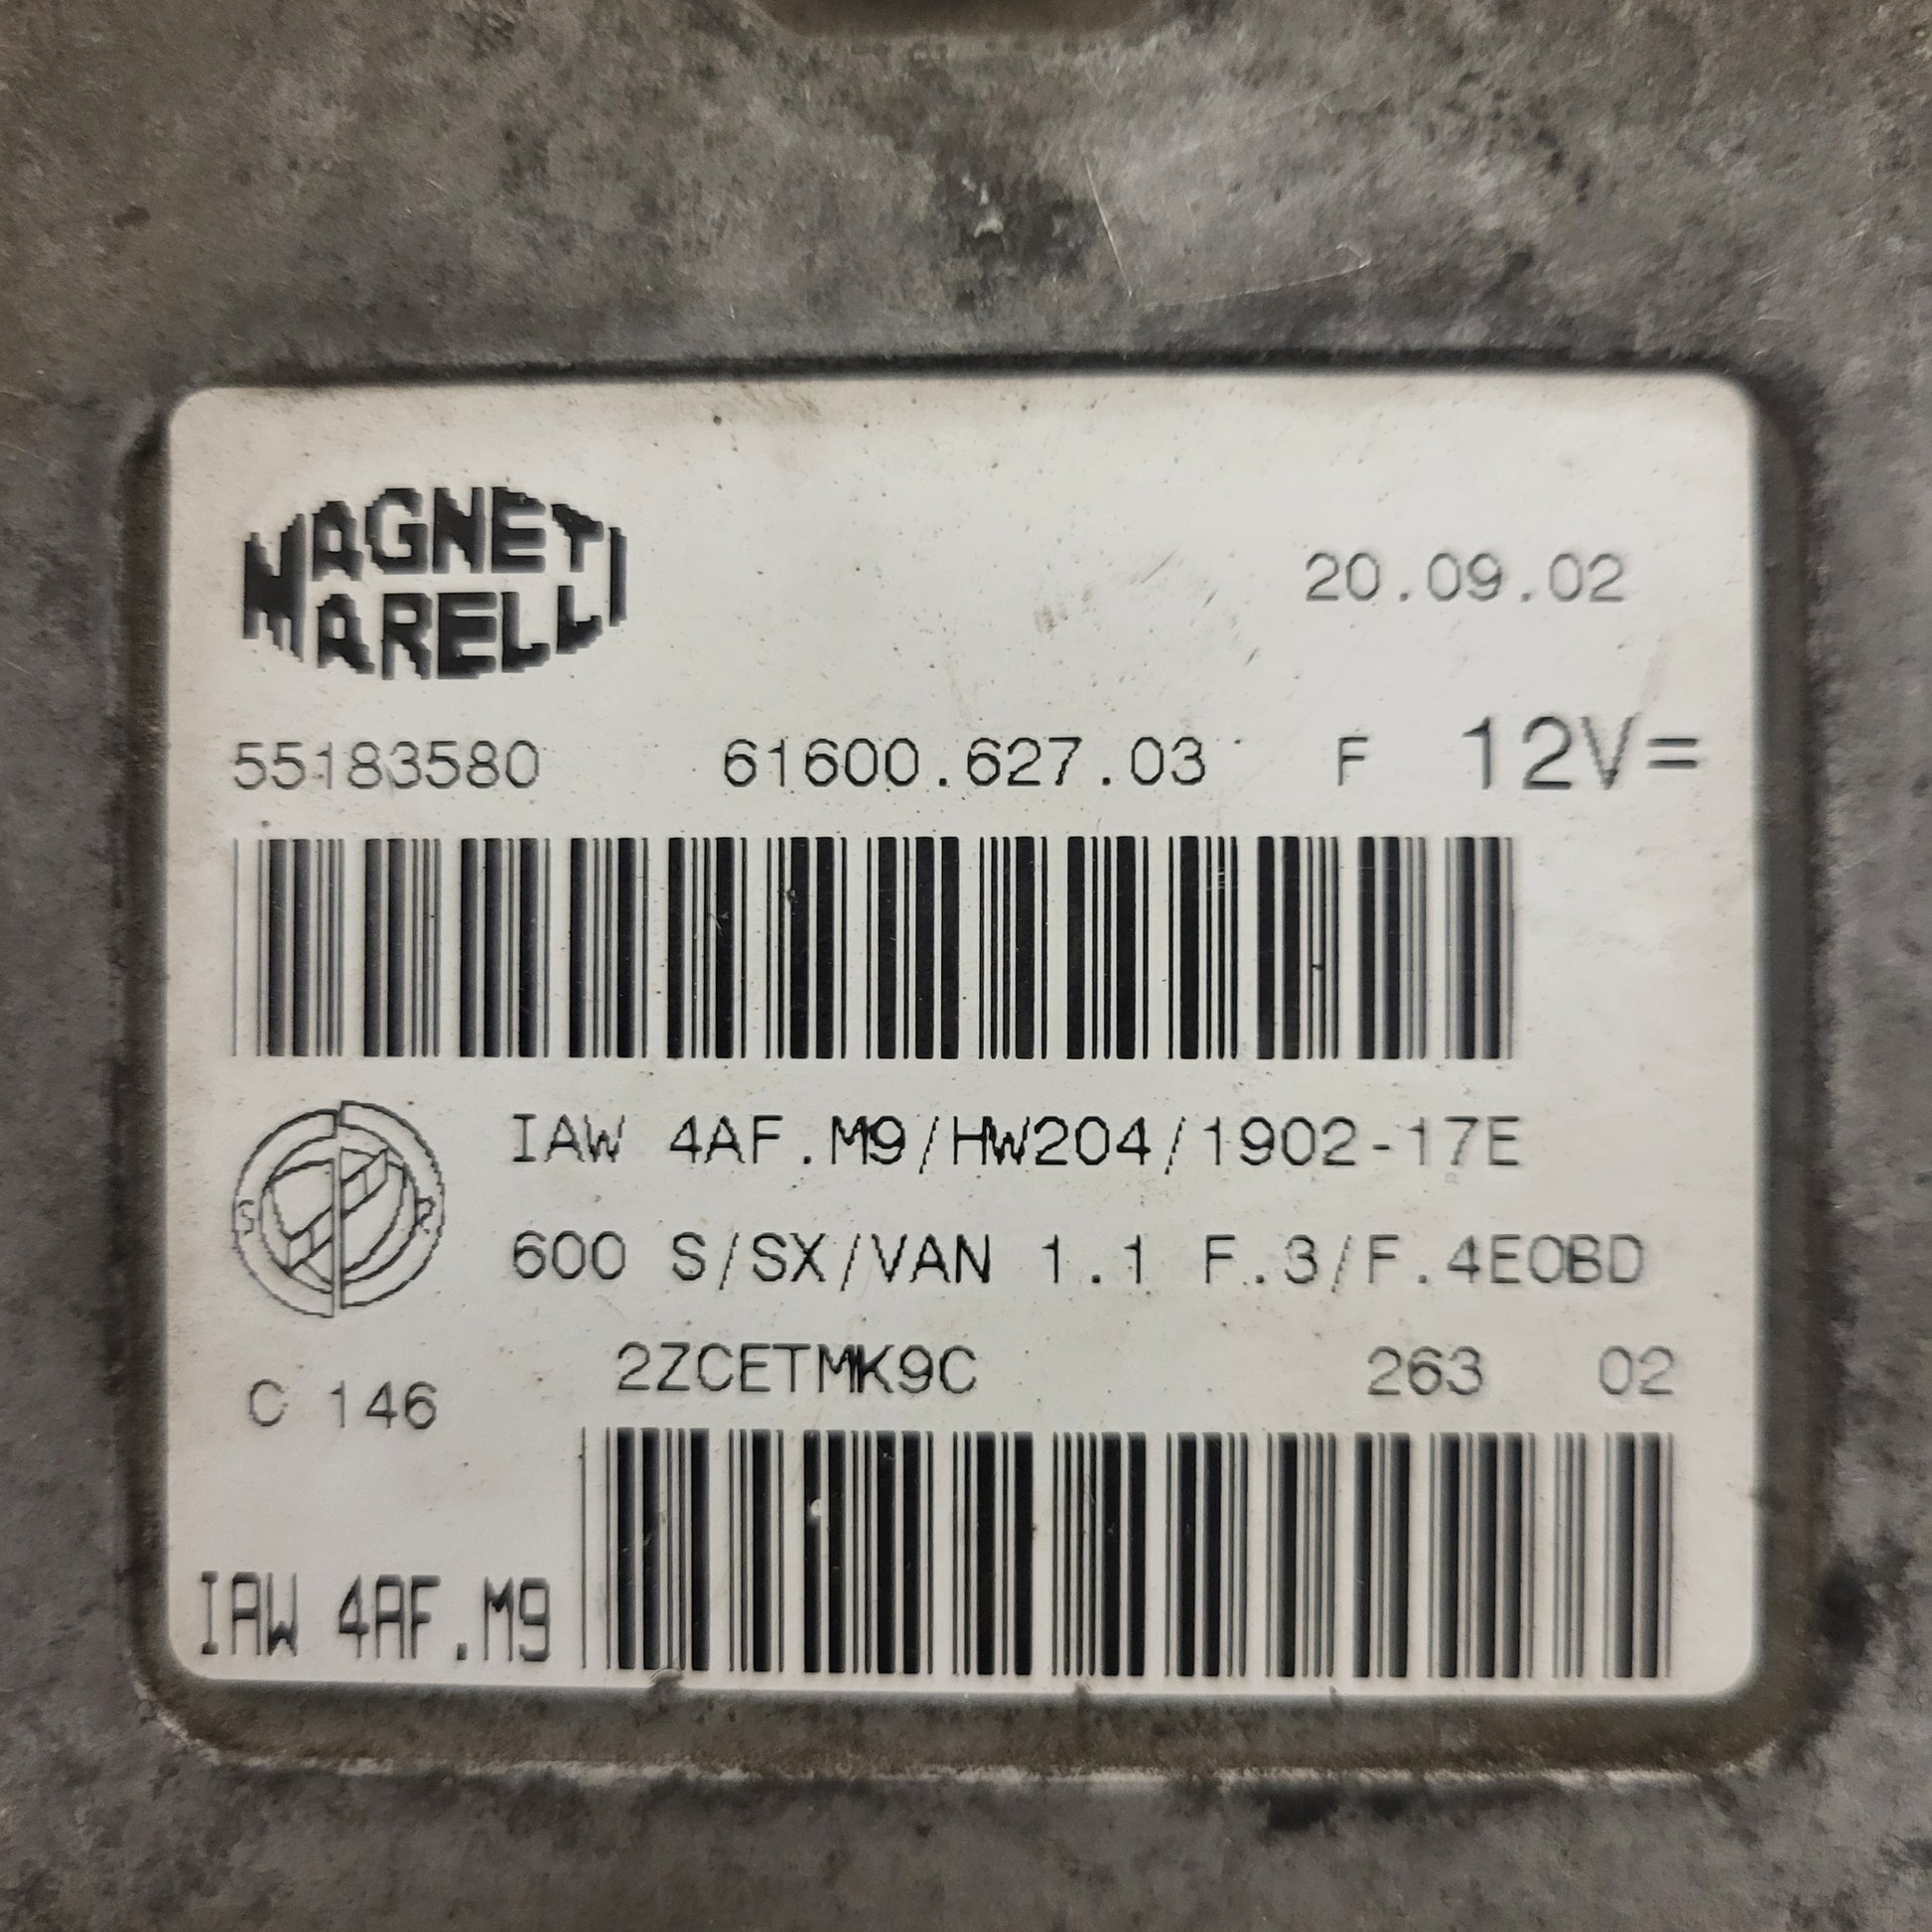 MAGNETI
MARELLI
20.09.02
55183580 61600.627.03 F 12V=
IAW 4AF.M9/HW204/1902-17E
S R
600 S/SX/VAN 1.1 F.3/F.4EOBD
2ZCETMK9C 263 02
C 146
IAW 4AF.M9